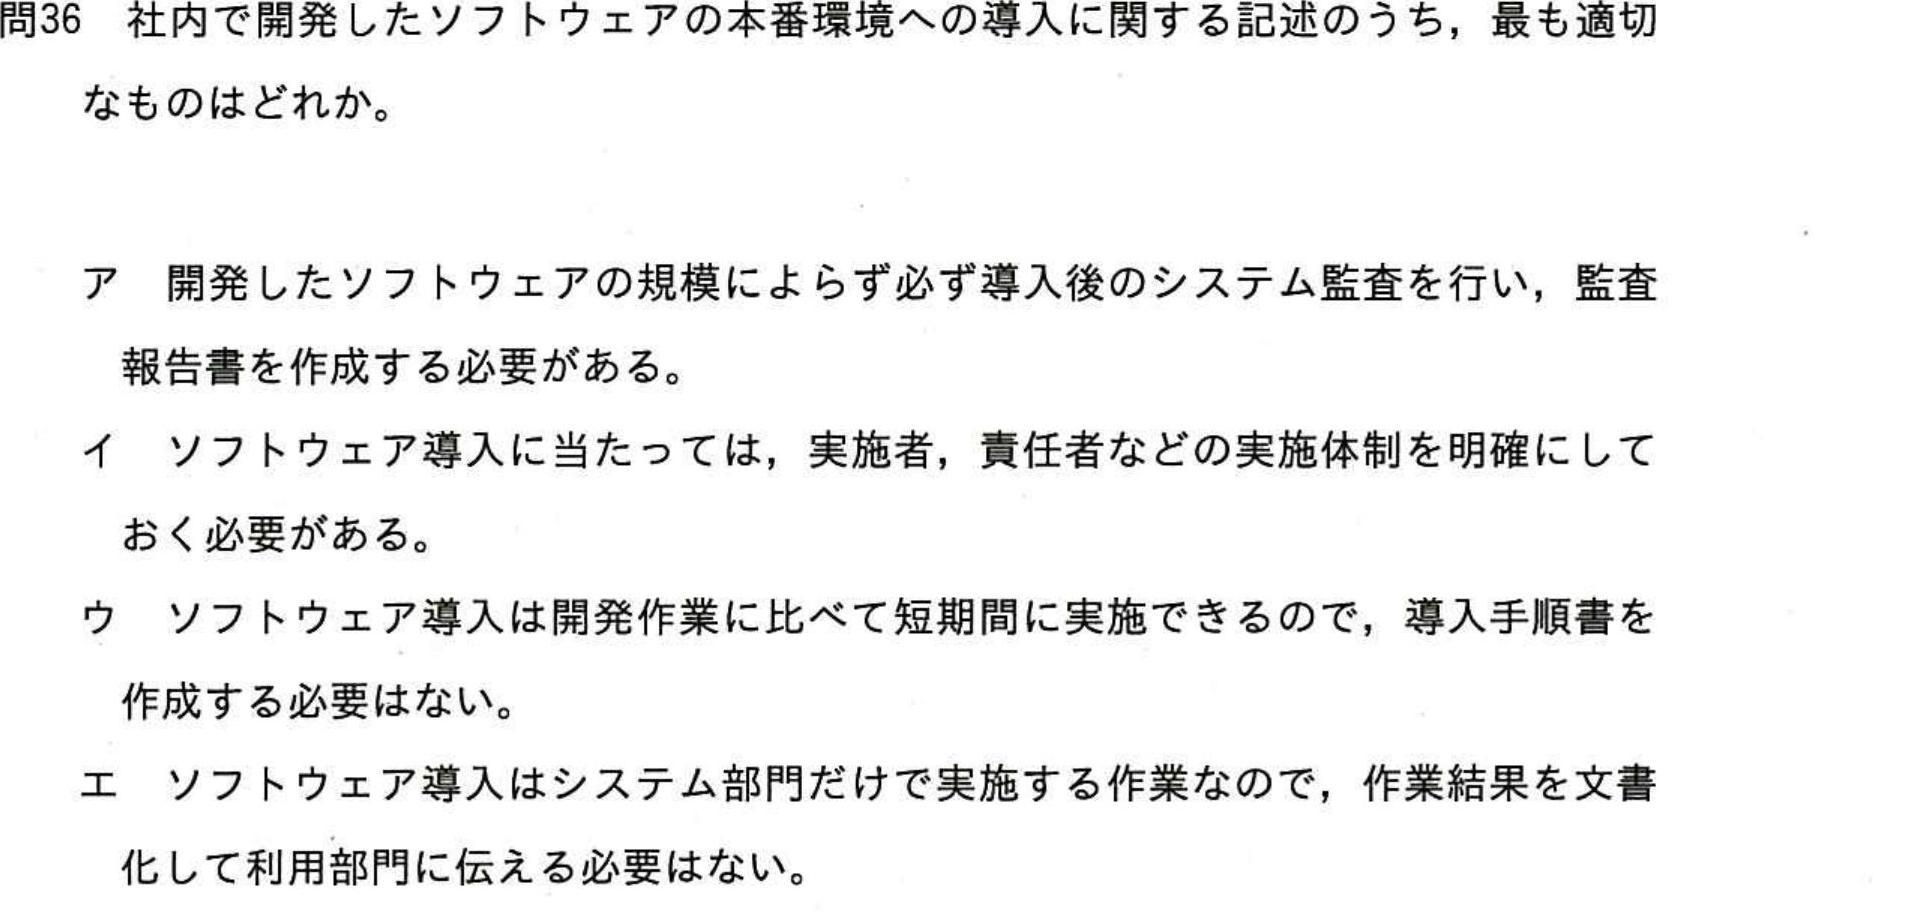 問36 社内で開発したソフトウェアの本番環境への導入に関する記述のうち，最も適切
なものはどれか。
ア 開発したソフトウェアの規模によらず必ず導入後のシステム監査を行い，監査
報告書を作成する必要がある。
イ ソフトウェア導入に当たっては，実施者，責任者などの実施体制を明確にして
おく必要がある。
ウ ソフトウェア導入は開発作業に比べて短期間に実施できるので，導入手順書を
作成する必要はない。
エ ソフトウェア導入はシステム部門だけで実施する作業なので，作業結果を文書
化して利用部門に伝える必要はない。